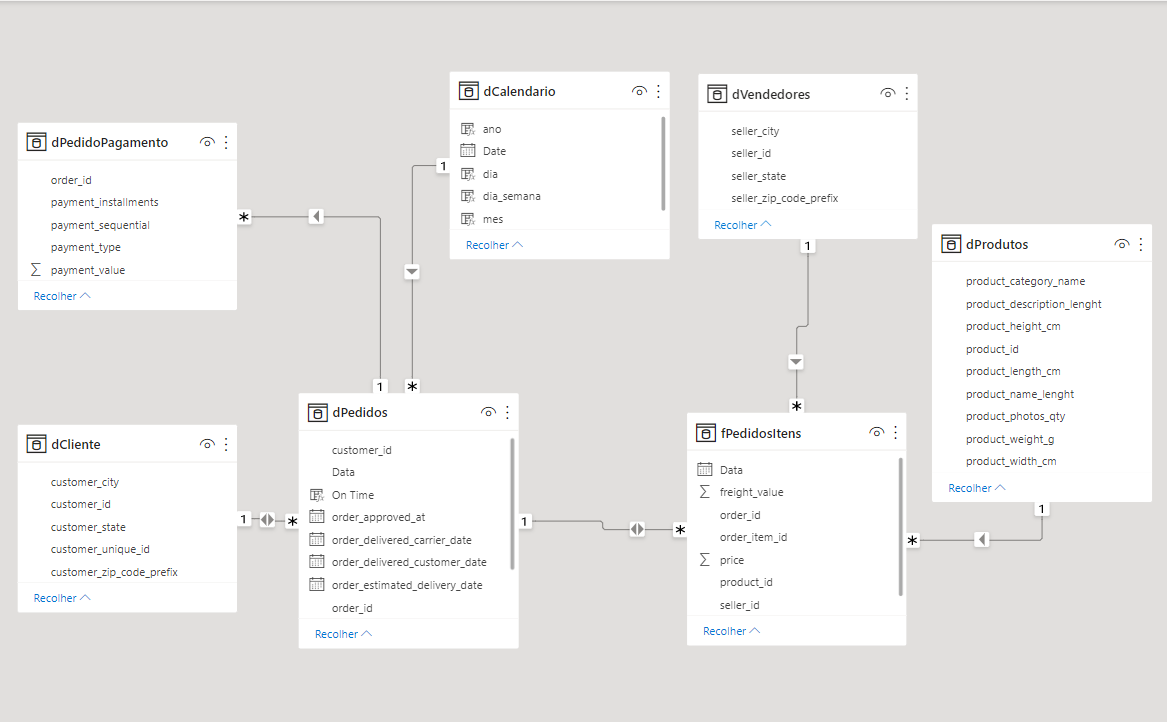 dPedidoPagamento
order_id
payment_installments
payment_sequential
payment_type
payment_value
Recolher
dCalendario
ano
Date
dia
dia_semana
mes
Recolher
dVendedores
seller_city
seller_id
seller_state
seller_zip_code_prefix
Recolher
dProdutos
product_category_name
product_description_lenght
product_height_cm
product_id
product_length_cm
product_name_lenght
product_photos_qty
product_weight_g
product_width_cm
Recolher
1
*
1
1
*
1
*
dCliente
customer_city
customer_id
customer_state
customer_unique_id
customer_zip_code_prefix
Recolher
1
*
dPedidos
customer_id
Data
On Time
order_approved_at
order_delivered_carrier_date
order_delivered_customer_date
order_estimated_delivery_date
order_id
Recolher
1
*
fPedidosItens
Data
freight_value
order_id
order_item_id
price
product_id
seller_id
Recolher
*
1